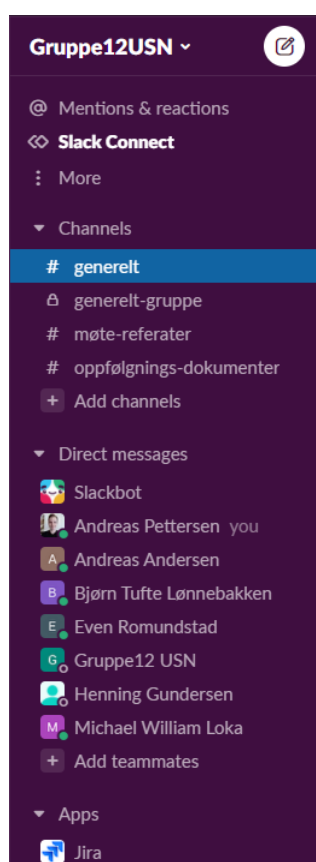 Gruppe12USN
@ Mentions & reactions
Slack Connect
More
Channels
# generelt
generelt-gruppe
# møte-referater
# oppfølgnings-dokumenter
+ Add channels
Direct messages
Slackbot
Andreas Pettersen you
A Andreas Andersen
B Bjørn Tufte Lønnebakken
E Even Romundstad
G Gruppe12 USN
Henning Gundersen
M Michael William Loka
+ Add teammates
Apps
Jira